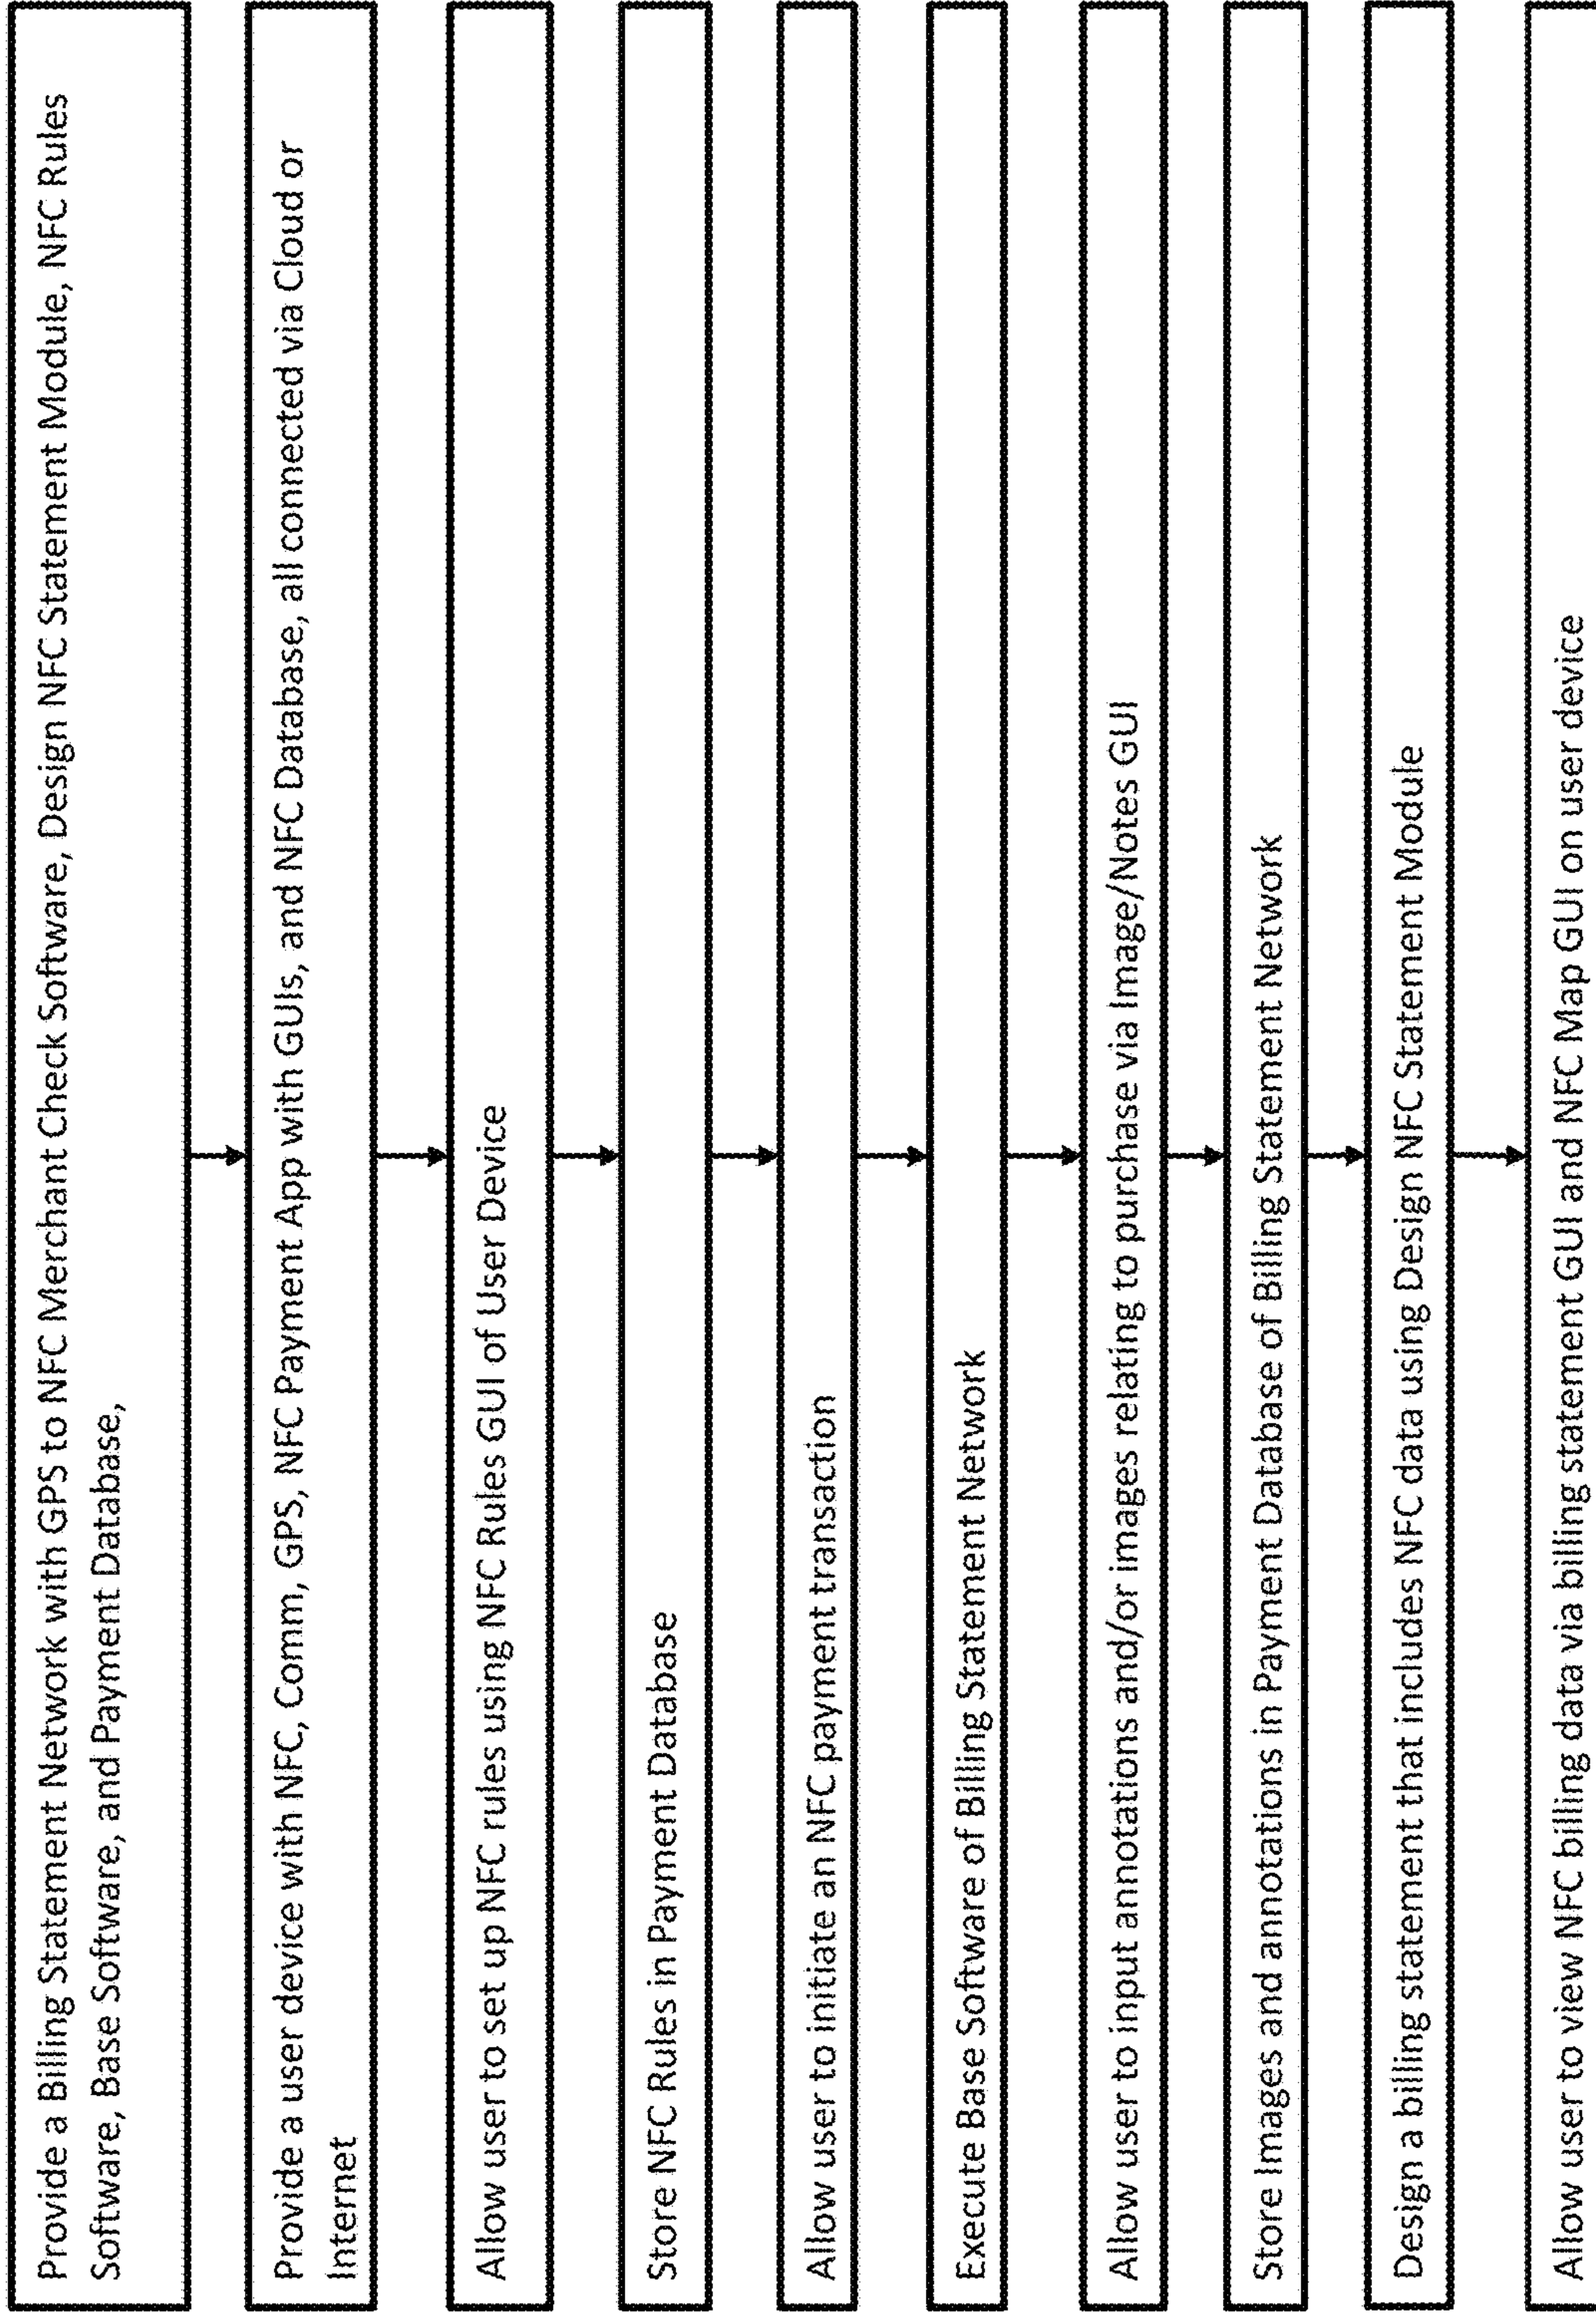 Provide a Billing Statement Network with GPS to NFC Merchant Check Software, Design NFC Statement Module, NFC Rules
Software, Base Software, and Payment Database,
Provide a user device with NFC, Comm, GPS, NFC Payment App with GUIs, and NFC Database, all connected via Cloud or
Internet
Allow user to set up NFC rules using NFC Rules GUI of User Device
Store NFC Rules in Payment Database
Allow user to initiate an NFC payment transaction
Execute Base Software of Billing Statement Network
Allow user to input annotations and/or images relating to purchase via Image/Notes GUI
Store Images and annotations in Payment Database of Billing Statement Network
Design a billing statement that includes NFC data using Design NFC Statement Module
Allow user to view NFC billing data via billing statement GUI and NFC Map GUI on user device